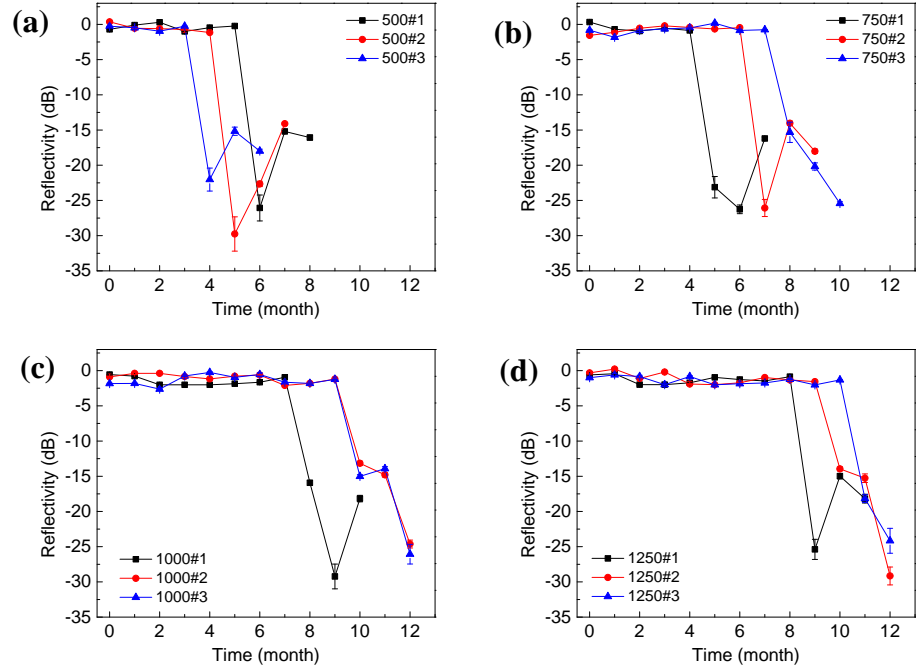 (a)
500#1
500#2
500#3
0
-5
-10
-15
-20
-25
-30
-35
Reflectivity (dB)
0 2 4 6 8 10 12
Time (month)
(b)
750#1
750#2
750#3
0
-5
-10
-15
-20
-25
-30
-35
Reflectivity (dB)
0 2 4 6 8 10 12
Time (month)
(c)
1000#1
1000#2
1000#3
0
-5
-10
-15
-20
-25
-30
-35
Reflectivity (dB)
0 2 4 6 8 10 12
Time (month)
(d)
1250#1
1250#2
1250#3
0
-5
-10
-15
-20
-25
-30
-35
Reflectivity (dB)
0 2 4 6 8 10 12
Time (month)